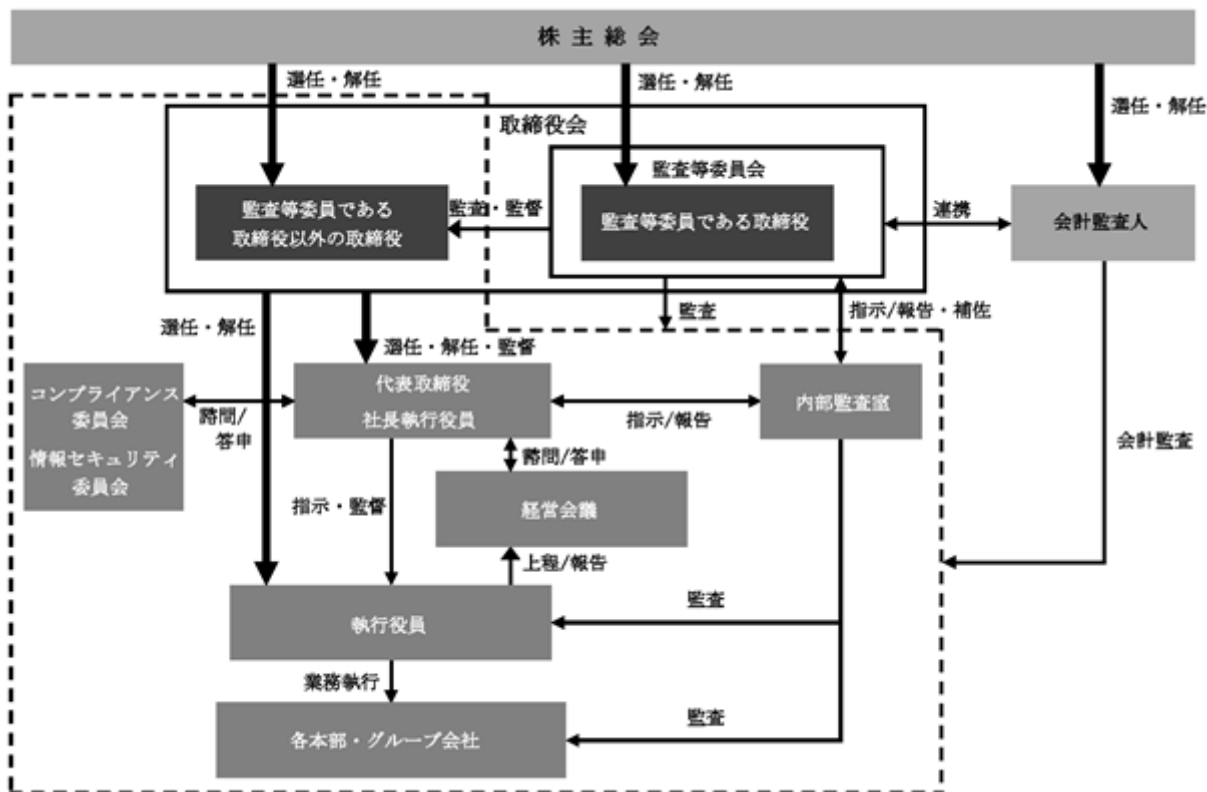 株主総会
選任・解任
選任・解任
選任・解任
取締役会
監査等委員会
監査等委員である
取締役以外の取締役
監査・監督
監査等委員である取締役
連携
会計監査人
選任・解任
選任・解任・監督
監査
指示/報告・補佐
コンプライアンス
委員会
情報セキュリティ
委員会
諮問/
答申
代表取締役
社長執行役員
指示/報告
内部監査室
会計監査
諮問/答申
指示・監督
経営会議
上程/報告
執行役員
監査
業務執行
各本部・グループ会社
監査